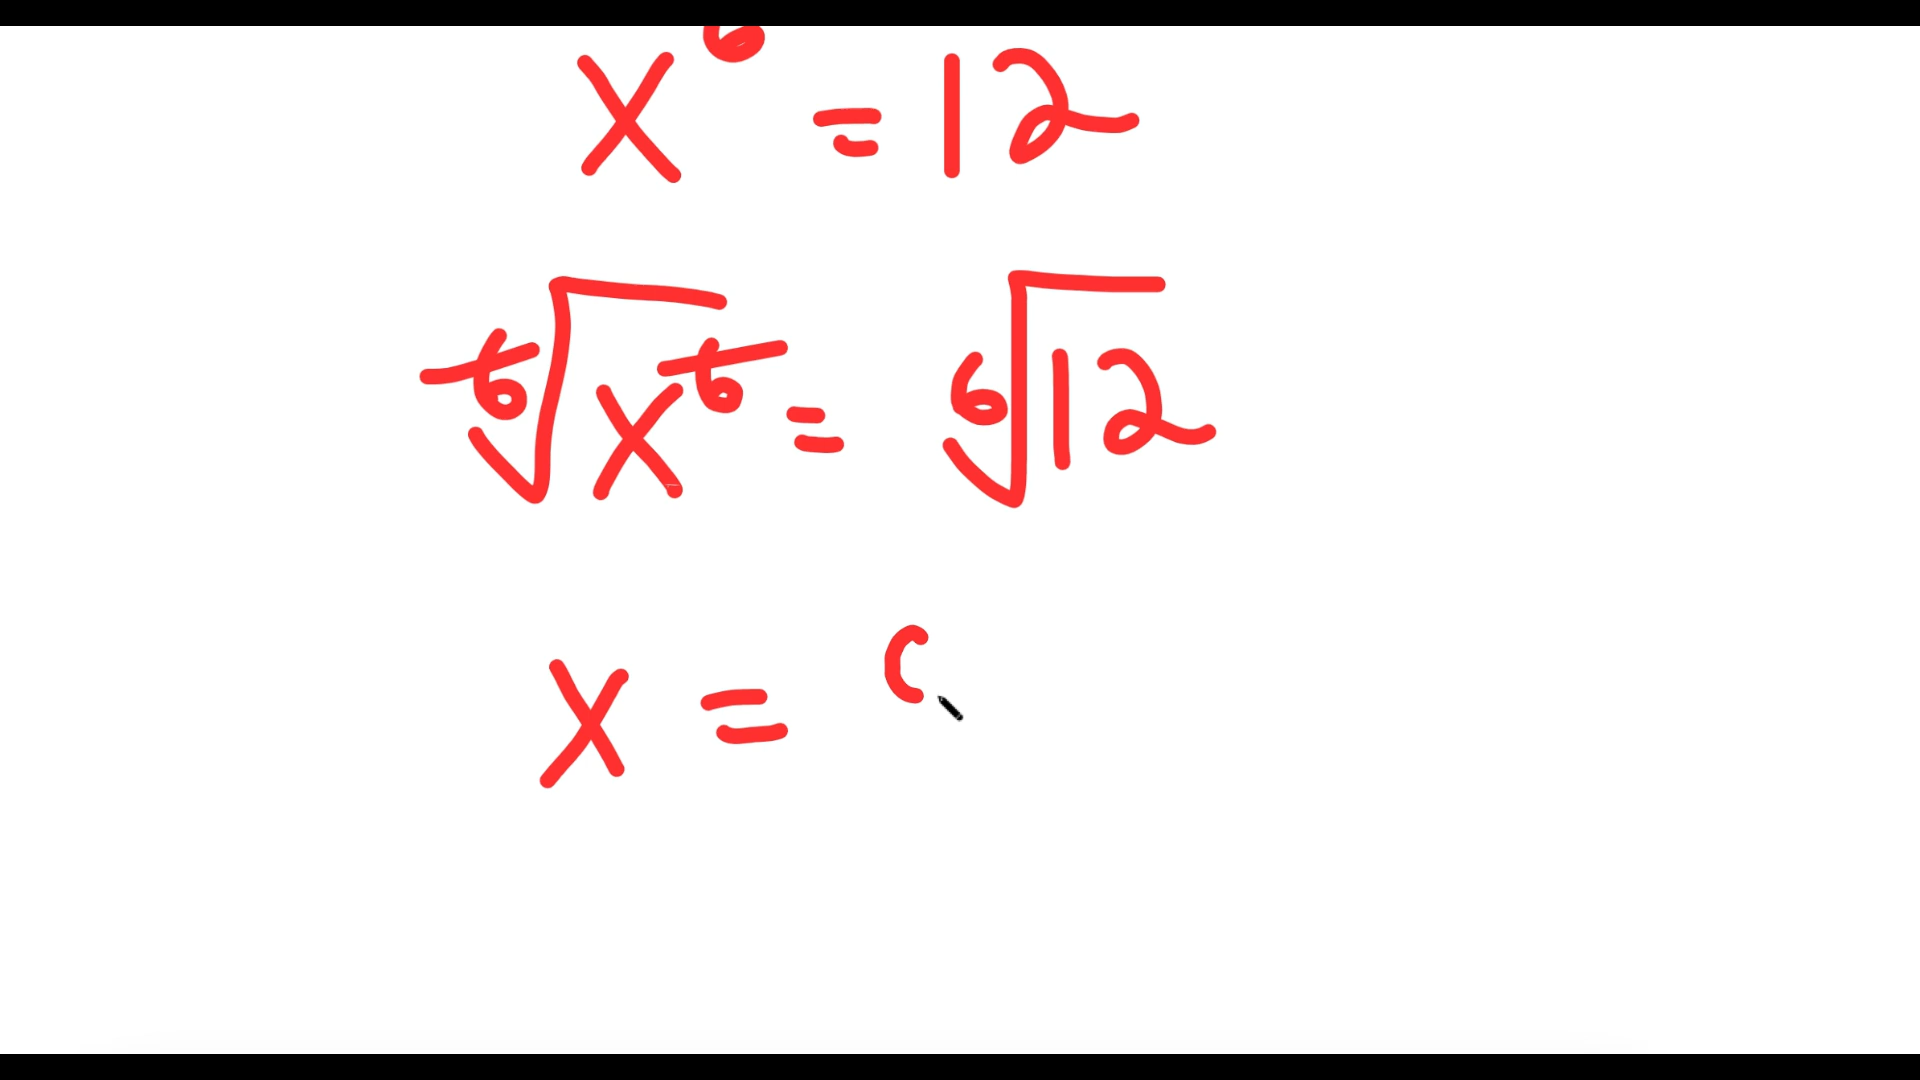 x⁶ = 12
⁶√x⁶ = ⁶√12
x =